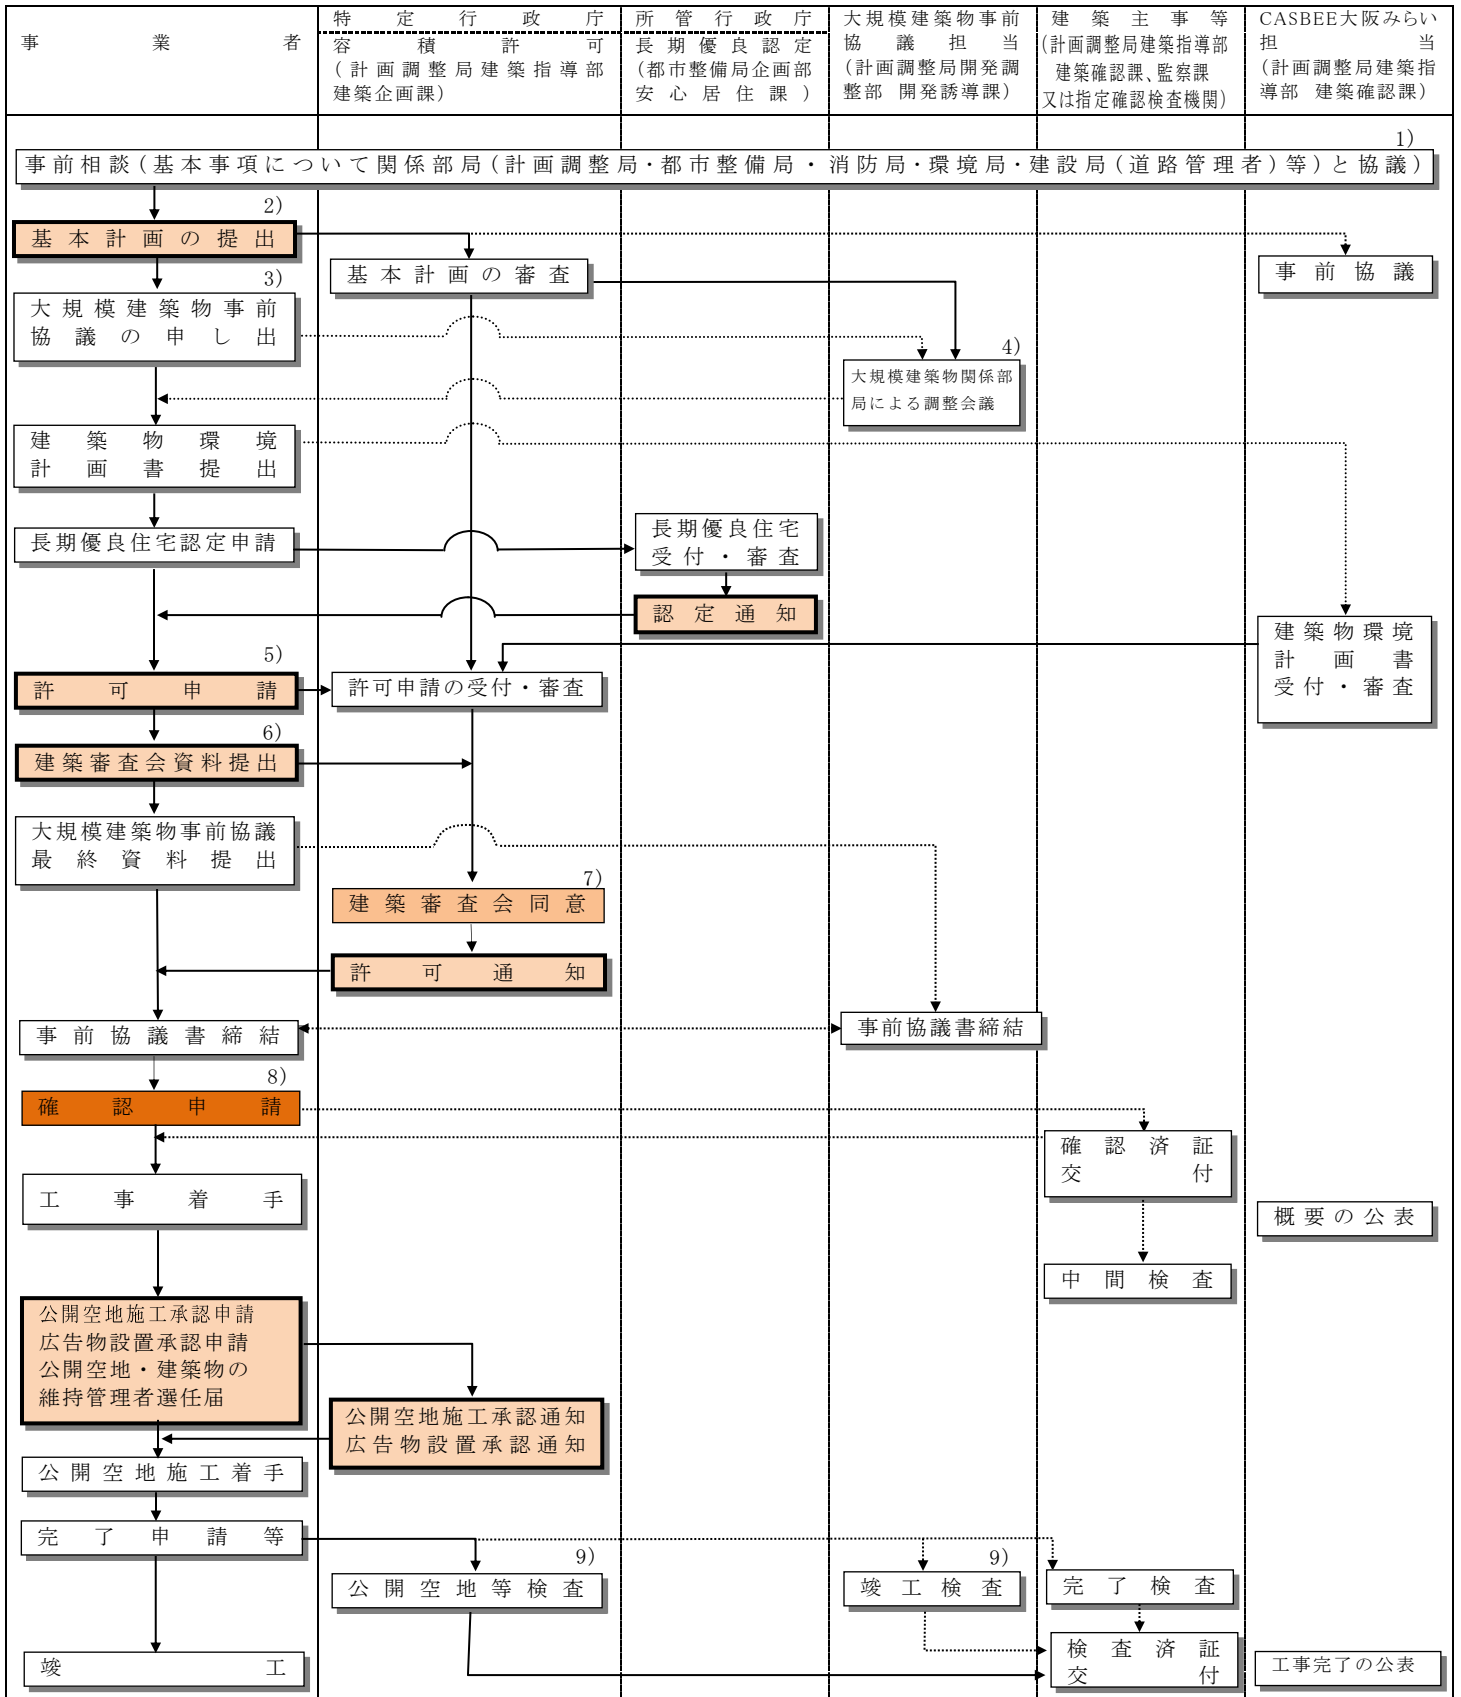 事業者
特定行政庁
容積許可
(計画調整局建築指導部
建築企画課)
所管行政庁
長期優良認定
(都市整備局企画部
安心居住課)
大規模建築物事前
協議担当
(計画調整局開発調
整部 開発誘導課)
建築主事等
(計画調整局建築指導部
建築確認課、監察課
又は指定確認検査機関)
CASBEE大阪みらい
担当
(計画調整局建築指
導部 建築確認課)
1)
事前相談(基本事項について関係部局(計画調整局・都市整備局・消防局・環境局・建設局(道路管理者)等)と協議)
2)
基本計画の提出
基本計画の審査
事前協議
3)
大規模建築物事前
協議の申し出
4)
大規模建築物関係部
局による調整会議
建築物環境
計画書提出
長期優良住宅認定申請
長期優良住宅
受付・審査
認定通知
建築物環境
計画書
受付・審査
5)
許可申請
許可申請の受付・審査
6)
建築審査会資料提出
大規模建築物事前協議
最終資料提出
7)
建築審査会同意
許可通知
事前協議書締結
事前協議書締結
8)
確認申請
確認済証
交付
工事着手
概要の公表
中間検査
公開空地施工承認申請
広告物設置承認申請
公開空地・建築物の
維持管理者選任届
公開空地施工承認通知
広告物設置承認通知
公開空地施工着手
完了申請等
9)
公開空地等検査
9)
竣工検査
完了検査
竣工
検査済証
交付
工事完了の公表